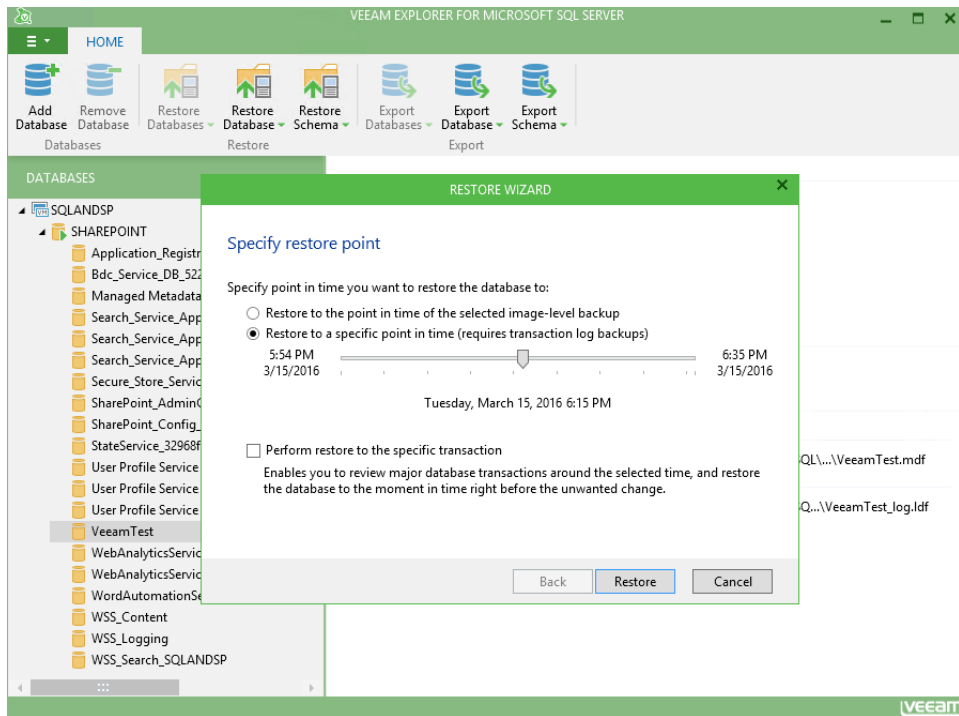 VEEAM EXPLORER FOR MICROSOFT SQL SERVER
HOME
Add Database
Remove Database
Restore Databases
Restore Database
Restore Schema
Export Databases
Export Database
Export Schema
Databases
Restore
Export
DATABASES
SQLANDSP
SHAREPOINT
Application_Registr
Bdc_Service_DB_522
Managed Metadata
Search_Service_App
Search_Service_App
Search_Service_App
Secure_Store_Servic
SharePoint_Admin
SharePoint_Config_
StateService_32968f
User Profile Service
User Profile Service
User Profile Service
VeeamTest
WebAnalyticsServic
WebAnalyticsServic
WordAutomationSe
WSS_Content
WSS_Logging
WSS_Search_SQLANDSP
RESTORE WIZARD
Specify restore point
Specify point in time you want to restore the database to:
Restore to the point in time of the selected image-level backup
Restore to a specific point in time (requires transaction log backups)
5:54 PM
3/15/2016
6:35 PM
3/15/2016
Tuesday, March 15, 2016 6:15 PM
Perform restore to the specific transaction
Enables you to review major database transactions around the selected time, and restore
the database to the moment in time right before the unwanted change.
Back
Restore
Cancel
QL\...\VeeamTest.mdf
Q...\VeeamTest_log.ldf
veeam